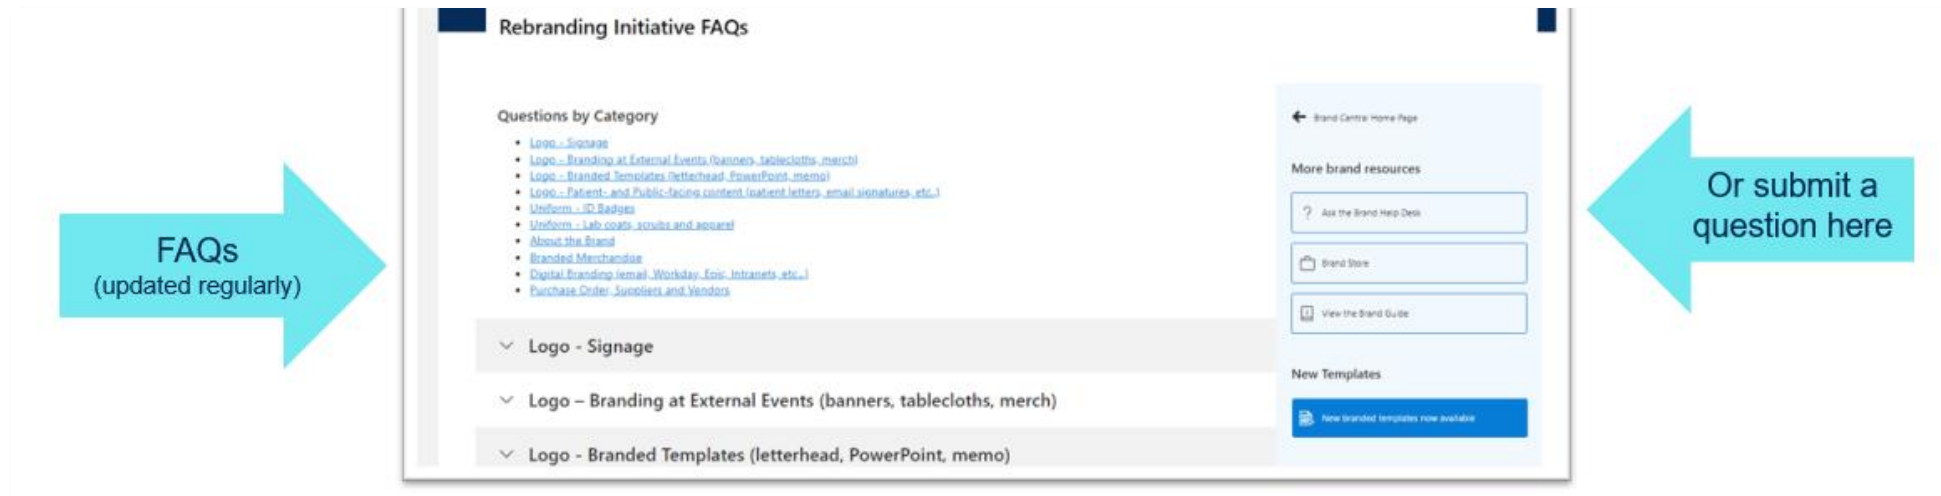 Rebranding Initiative FAQs
Questions by Category
Logo - Signage
Logo - Branding at External Events (banners, tablecloths, merch)
Logo - Branded Templates (letterhead, PowerPoint, memo)
Logo - Patient- and Public-facing content (patient letters, email signatures, etc.,)
Uniform - ID Badges
Uniform - Lab coats, scrubs and apparel
About the Brand
Branded Merchandise
Digital Branding (email, Workday, Epic, Intranets, etc.,)
Purchase Order, Suppliers and Vendors
Logo - Signage
Logo – Branding at External Events (banners, tablecloths, merch)
Logo - Branded Templates (letterhead, PowerPoint, memo)
Brand Central Home Page
More brand resources
Ask the Brand Help Desk
Brand Store
View the Brand Guide
New Templates
New branded templates now available
FAQs
(updated regularly)
Or submit a
question here